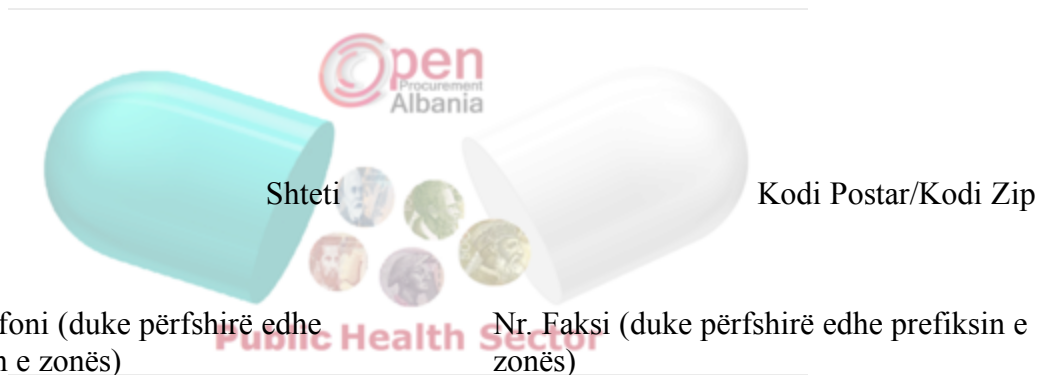 Open
Procurement
Albania
Shteti
Kodi Postar/Kodi Zip
foni (duke përfshirë edhe
Nr. Faksi (duke përfshirë edhe prefiksin e
Public Health Sector
n e zonës)
zonës)